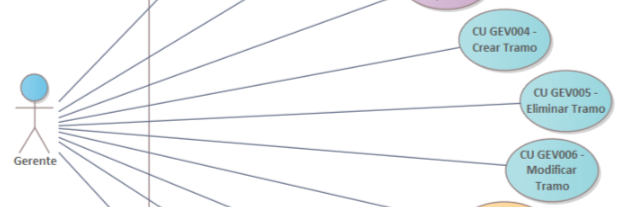 CU GEV004 -
Crear Tramo
CU GEV005 -
Eliminar Tramo
Gerente
CU GEV006 -
Modificar
Tramo